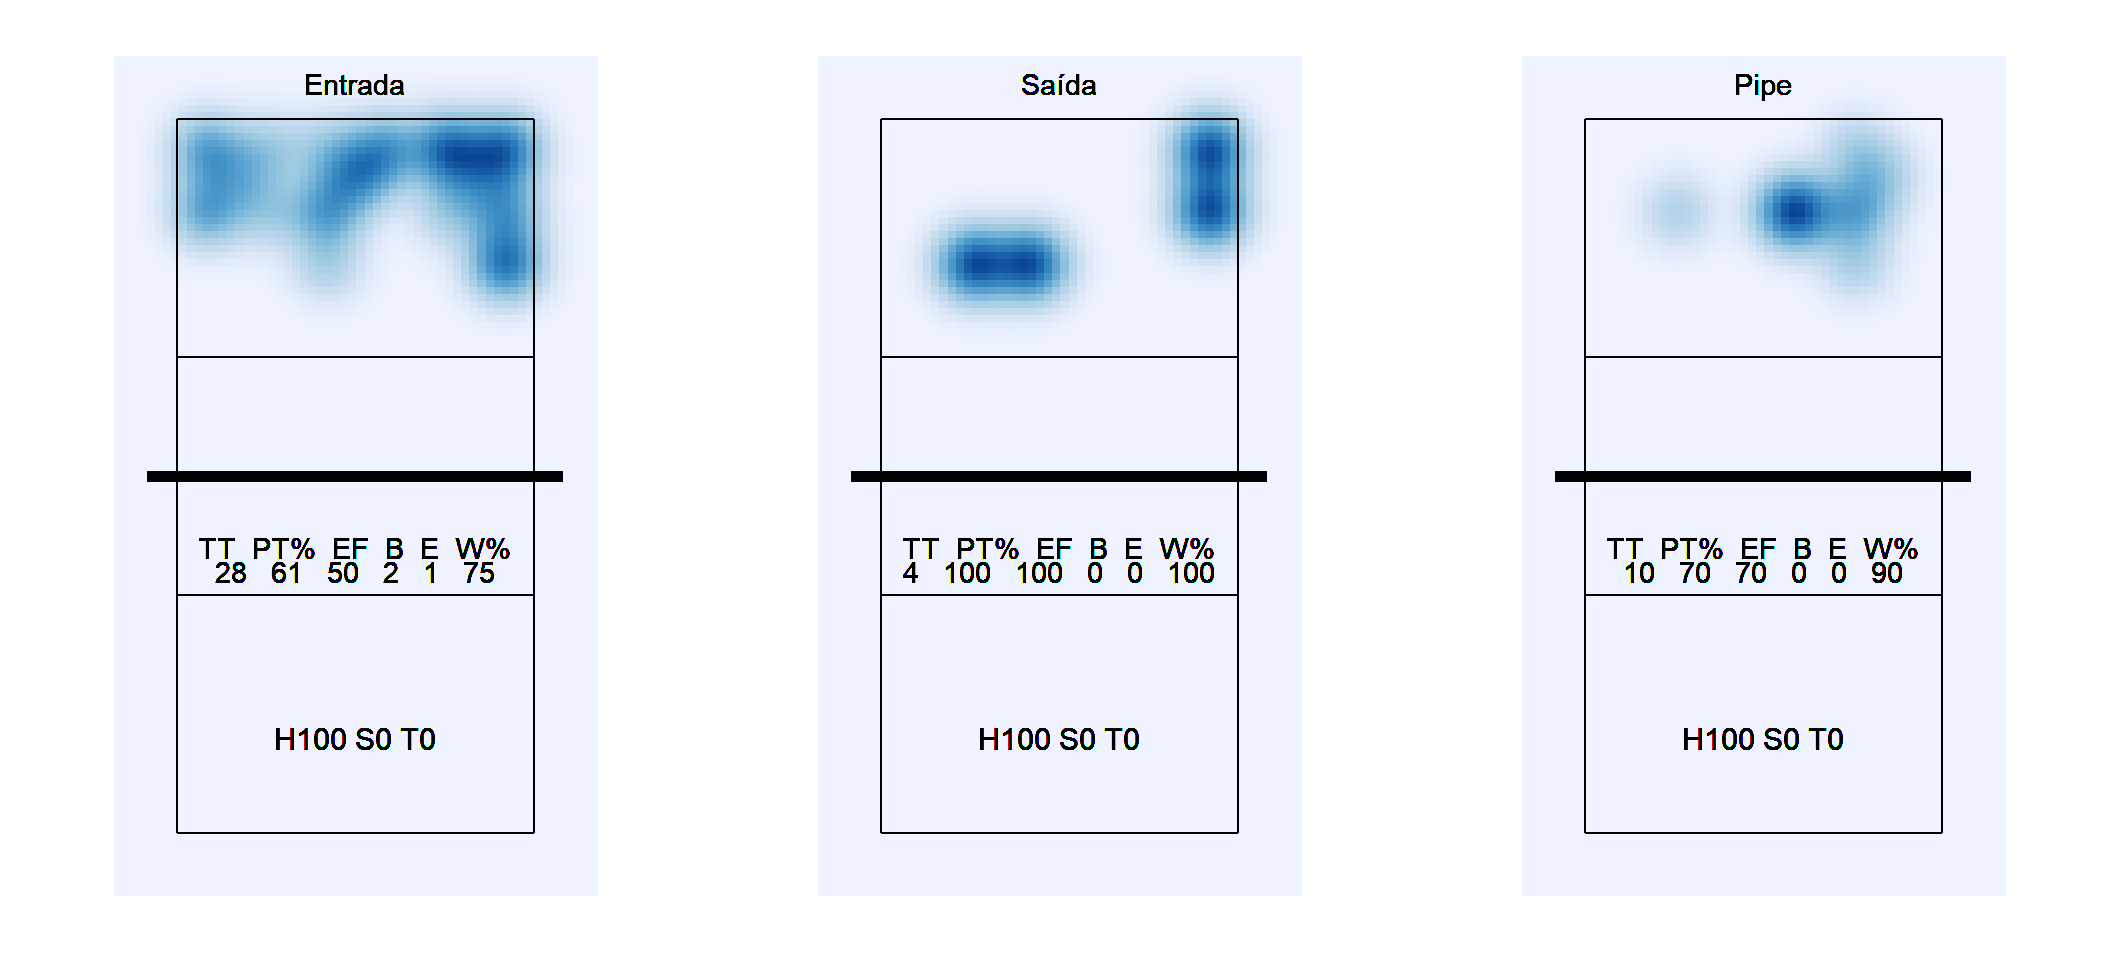 Entrada
TT PT% EF B E W%
28 61 50 2 1 75
H100 S0 T0
Saída
TT PT% EF B E W%
4 100 100 0 0 100
H100 S0 T0
Pipe
TT PT% EF B E W%
10 70 70 0 0 90
H100 S0 T0